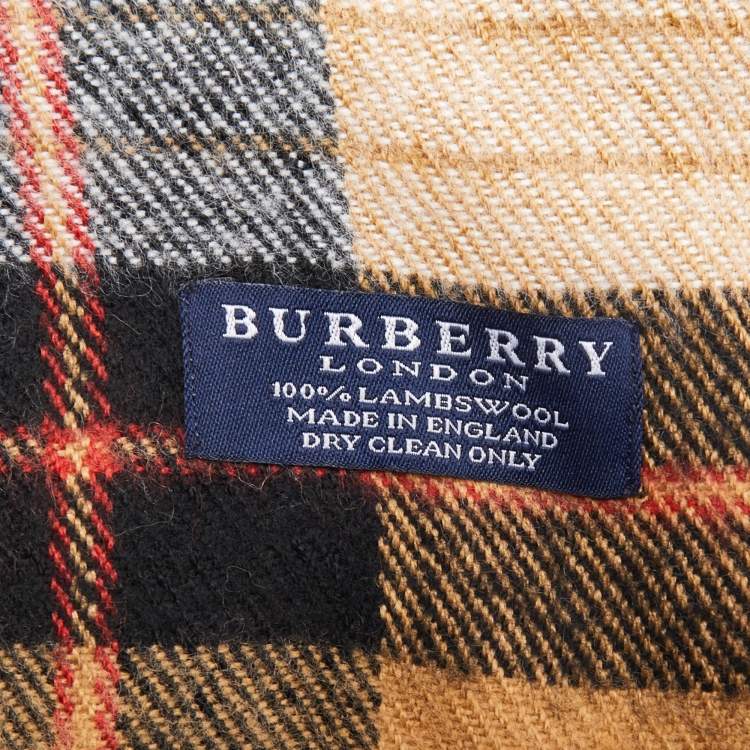 BURBERRY
LONDON
100% LAMBSWOOL
MADE IN ENGLAND
DRY CLEAN ONLY